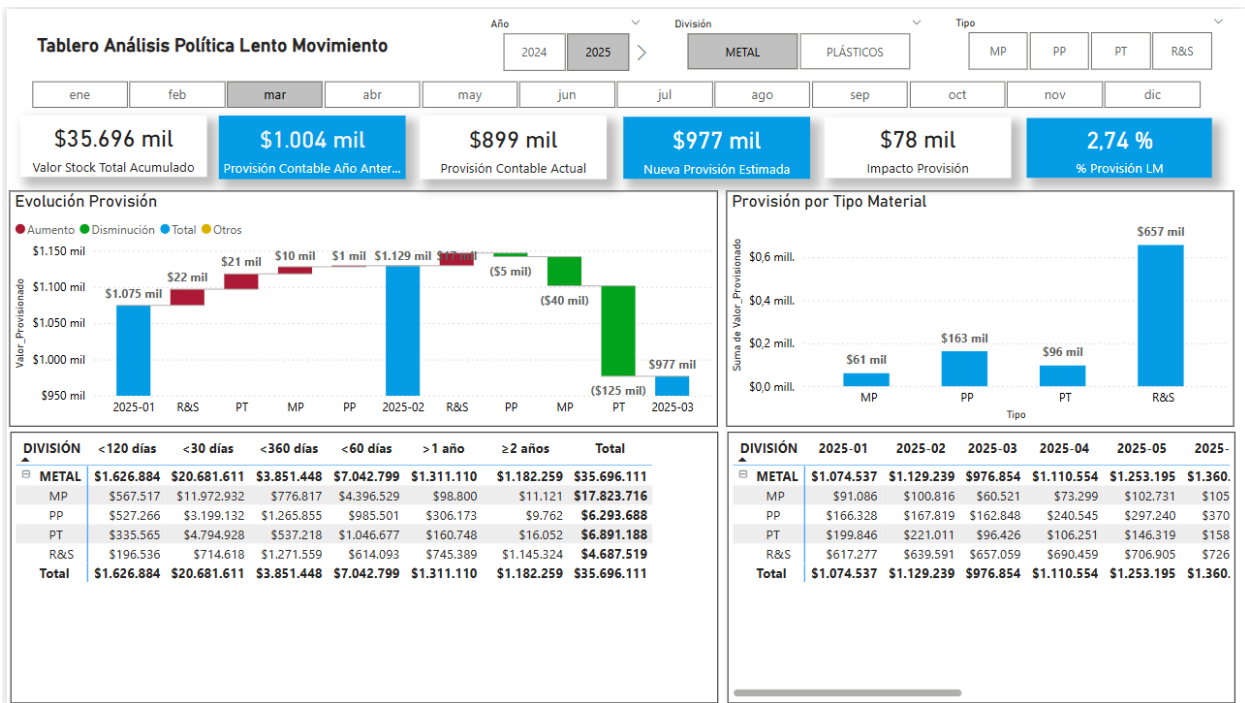 Tablero Análisis Política Lento Movimiento
Año
2024 2025
División
METAL PLÁSTICOS
Tipo
MP PP PT R&S
ene feb mar abr may jun jul ago sep oct nov dic
$35.696 mil
Valor Stock Total Acumulado
$1.004 mil
Provisión Contable Año Anter...
$899 mil
Provisión Contable Actual
$977 mil
Nueva Provisión Estimada
$78 mil
Impacto Provisión
2,74 %
% Provisión LM
Evolución Provisión
Aumento Disminución Total Otros
Valor_Provisionado
$1.150 mil
$1.100 mil
$1.050 mil
$1.000 mil
$950 mil
$1.075 mil
$22 mil
$21 mil
$10 mil
$1 mil
$1.129 mil
$17 mil
($5 mil)
($40 mil)
($125 mil)
$977 mil
2025-01 R&S PT MP PP 2025-02 R&S PP MP PT 2025-03
Provisión por Tipo Material
Suma de Valor_Provisionado
$0,6 mill.
$0,4 mill.
$0,2 mill.
$0,0 mill.
$61 mil
$163 mil
$96 mil
$657 mil
MP PP PT R&S
Tipo
DIVISIÓN <120 días <30 días <360 días <60 días >1 año ≥2 años Total
METAL $1.626.884 $20.681.611 $3.851.448 $7.042.799 $1.311.110 $1.182.259 $35.696.111
MP $567.517 $11.972.932 $776.817 $4.396.529 $98.800 $11.121 $17.823.716
PP $527.266 $3.199.132 $1.265.855 $985.501 $306.173 $9.762 $6.293.688
PT $335.565 $4.794.928 $537.218 $1.046.677 $160.748 $16.052 $6.891.188
R&S $196.536 $714.618 $1.271.559 $614.093 $745.389 $1.145.324 $4.687.519
Total $1.626.884 $20.681.611 $3.851.448 $7.042.799 $1.311.110 $1.182.259 $35.696.111
DIVISIÓN 2025-01 2025-02 2025-03 2025-04 2025-05 2025-
METAL $1.074.537 $1.129.239 $976.854 $1.110.554 $1.253.195 $1.360.
MP $91.086 $100.816 $60.521 $73.299 $102.731 $105
PP $166.328 $167.819 $162.848 $240.545 $297.240 $370
PT $199.846 $221.011 $96.426 $106.251 $146.319 $158
R&S $617.277 $639.591 $657.059 $690.459 $706.905 $726
Total $1.074.537 $1.129.239 $976.854 $1.110.554 $1.253.195 $1.360.